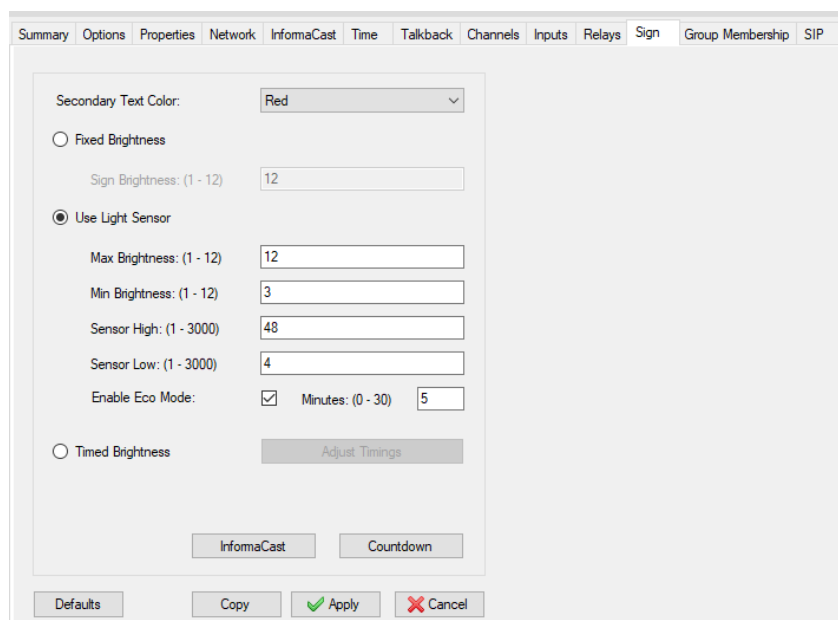 Summary Options Properties Network InformaCast Time Talkback Channels Inputs Relays Sign Group Membership SIP
Secondary Text Color: Red
Fixed Brightness
Sign Brightness: (1 - 12) 12
Use Light Sensor
Max Brightness: (1 - 12) 12
Min Brightness: (1 - 12) 3
Sensor High: (1 - 3000) 48
Sensor Low: (1 - 3000) 4
Enable Eco Mode: Minutes: (0 - 30) 5
Timed Brightness Adjust Timings
InformaCast Countdown
Defaults Copy Apply Cancel